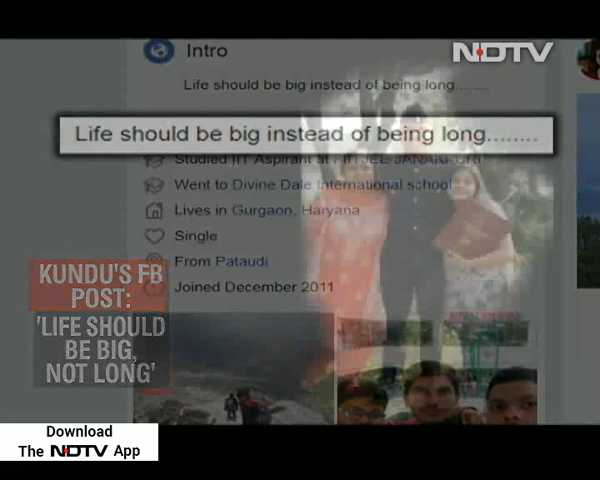 Intro
NDTV
Life should be big instead of being long........
Life should be big instead of being long........
Studied IIT Aspirant at FIITJEE JANAKPURI
Went to Divine Dale International school
Lives in Gurgaon, Haryana
Single
From Pataudi
Joined December 2011
KUNDU'S FB
POST:
'LIFE SHOULD
BE BIG,
NOT LONG'
Download
The NDTV App